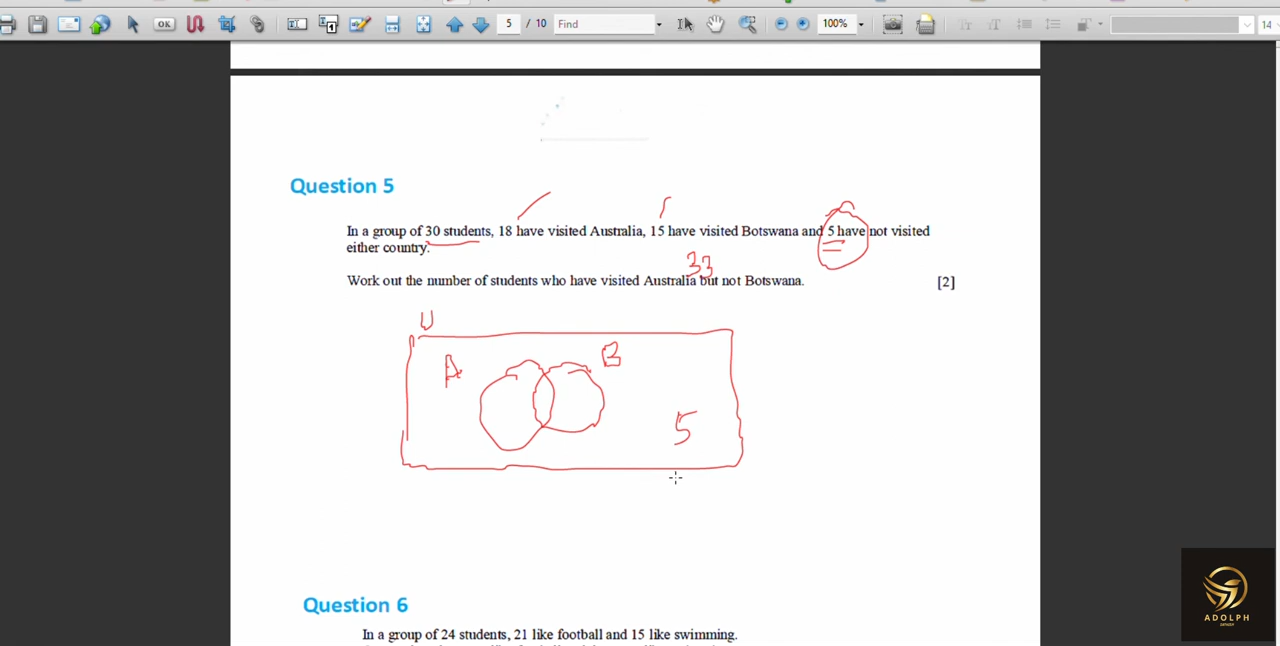 OK
5 / 10
Find
100%
14
Question 5
In a group of 30 students, 18 have visited Australia, 15 have visited Botswana and 5 have not visited
either country.
33
Work out the number of students who have visited Australia but not Botswana. [2]
U
A
B
5
Question 6
In a group of 24 students, 21 like football and 15 like swimming.
ADOLPH